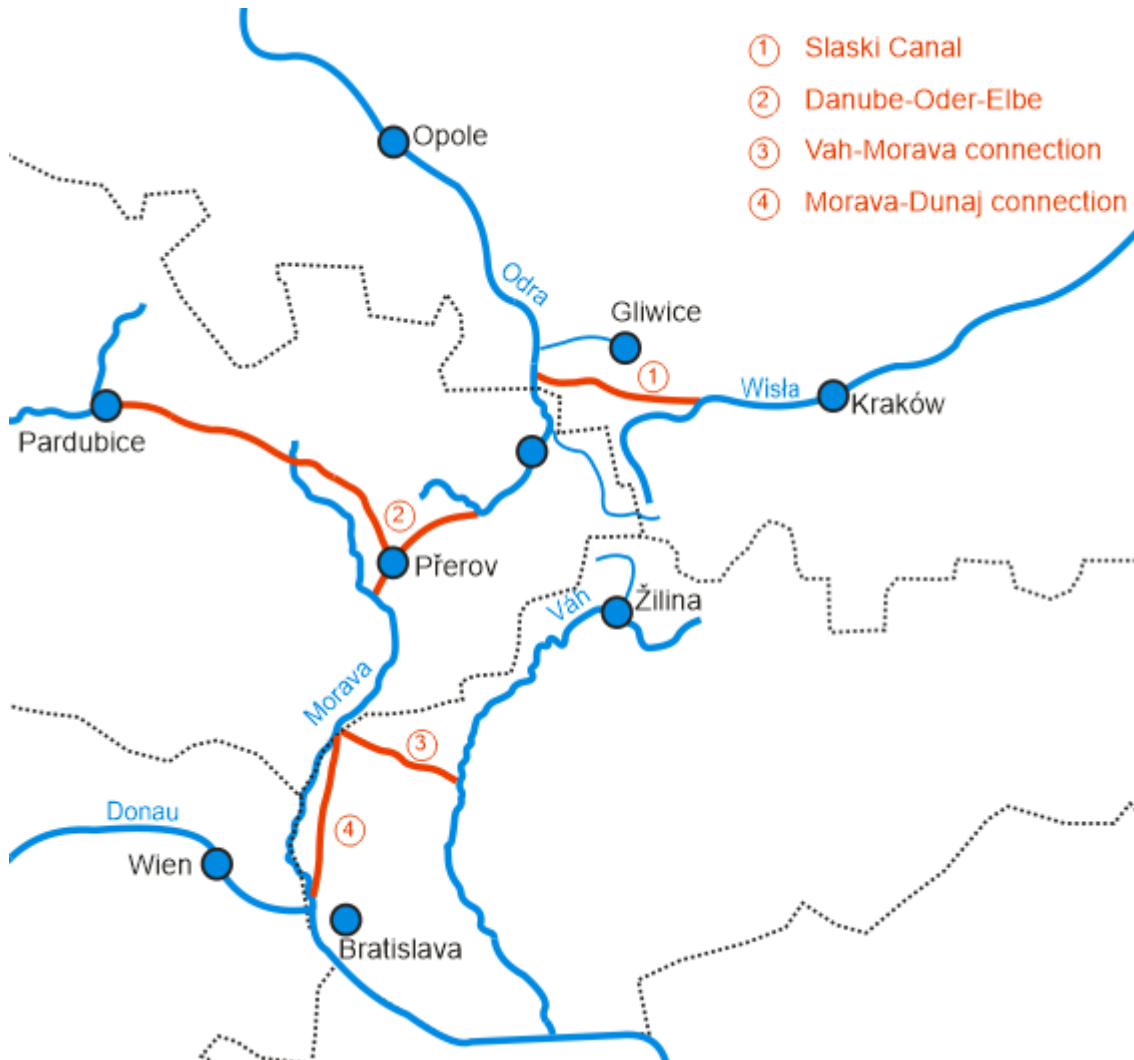 1 Slaski Canal
2 Danube-Oder-Elbe
3 Vah-Morava connection
4 Morava-Dunaj connection
Opole
Odra
Gliwice
1
Wisła
Kraków
Pardubice
2
Přerov
Váh
Žilina
Morava
3
Donau
4
Wien
Bratislava